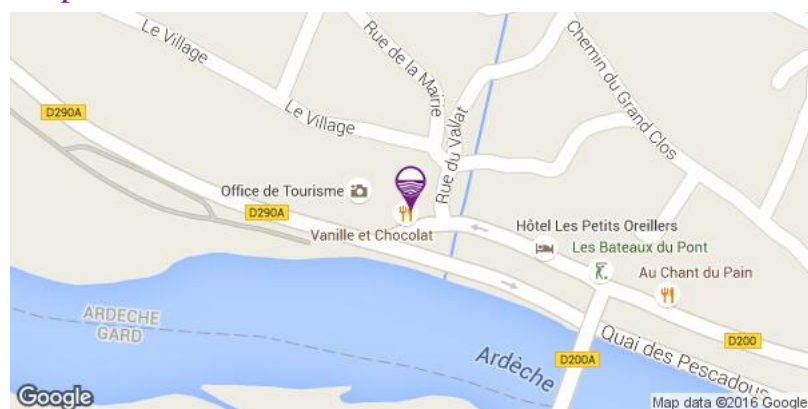 Le Village
Rue de la Mairie
Chemin du Grand Clos
D290A
Le Village
Rue du Vallat
Office de Tourisme
D290A
Vanille et Chocolat
Hôtel Les Petits Oreillers
Les Bateaux du Pont
Au Chant du Pain
ARDECHE
GARD
Ardèche
D200A
Quai des Pescadous
D200
Google
Map data ©2016 Google